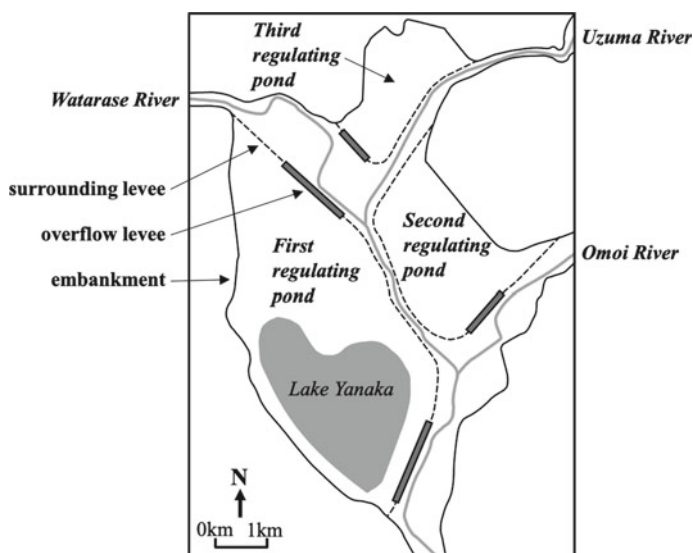 Third
regulating
pond
Uzuma River
Watarase River
surrounding levee
overflow levee
embankment
First
regulating
pond
Second
regulating
pond
Omoi River
Lake Yanaka
N
0km 1km